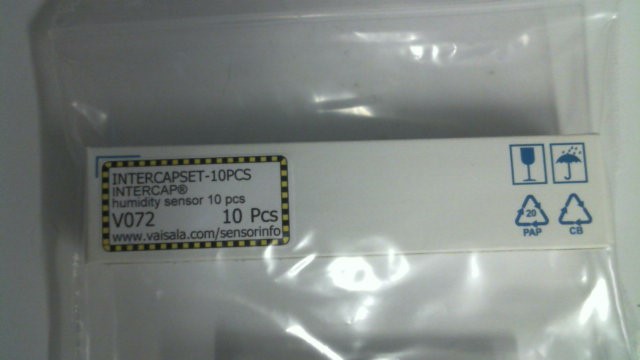 INTERCAPSET-10PCS
INTERCAP®
humidity sensor 10 pcs
V072 10 Pcs
www.vaisala.com/sensorinfo
20
PAP
CB